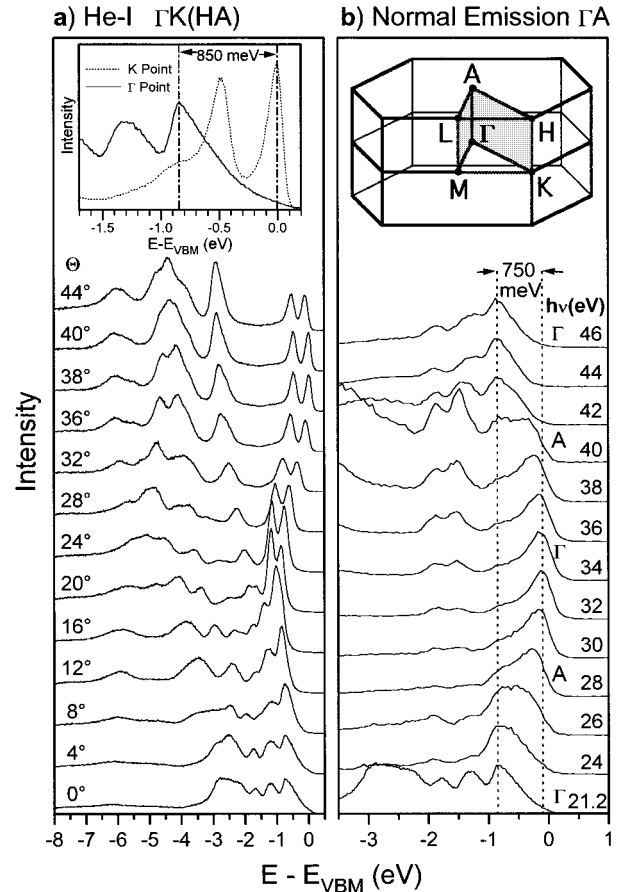 a) He-I ΓK(HA)
850 meV
K Point
Γ Point
Intensity
-1.5 -1.0 -0.5 0.0
E-E_VBM (eV)
Θ
44°
40°
38°
36°
32°
28°
24°
20°
16°
12°
8°
4°
0°
Intensity
-8 -7 -6 -5 -4 -3 -2 -1 0
b) Normal Emission ΓA
A
L Γ H
M K
750
meV
hν(eV)
Γ 46
44
42
A 40
38
36
Γ 34
32
30
A 28
26
24
Γ 21.2
-3 -2 -1 0 1
E - E_VBM (eV)